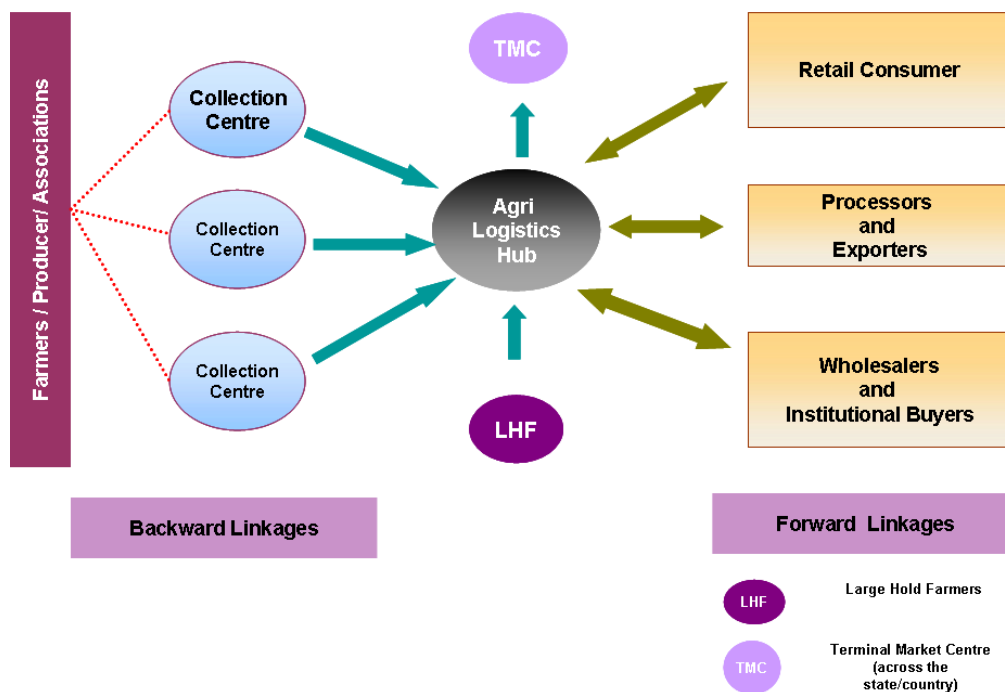 Farmers / Producer/ Associations
Collection
Centre
Collection
Centre
Collection
Centre
TMC
Agri
Logistics
Hub
LHF
Retail Consumer
Processors
and
Exporters
Wholesalers
and
Institutional Buyers
Backward Linkages
Forward Linkages
LHF
Large Hold Farmers
TMC
Terminal Market Centre
(across the
state/country)